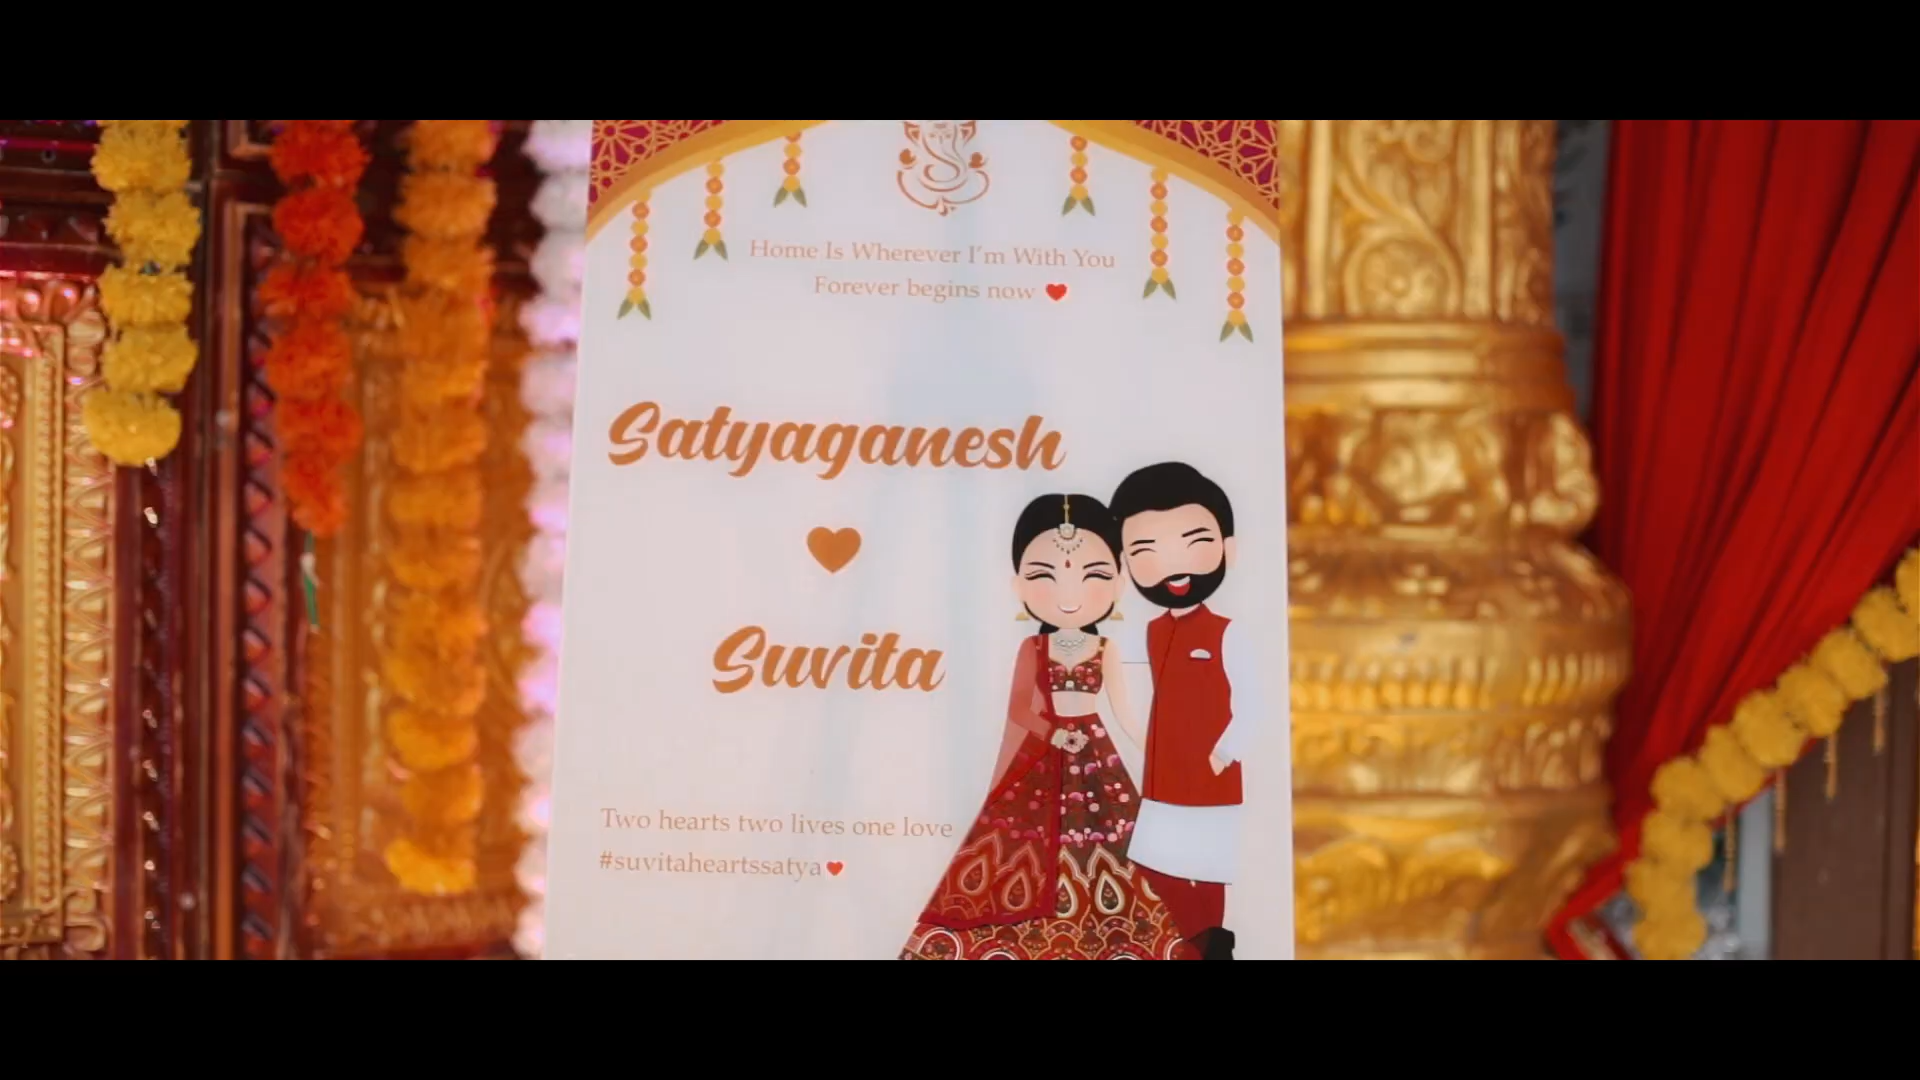 Home Is Wherever I'm With You
Forever begins now
Satyaganesh
Suvita
Two hearts two lives one love
#suvitaheartssatya